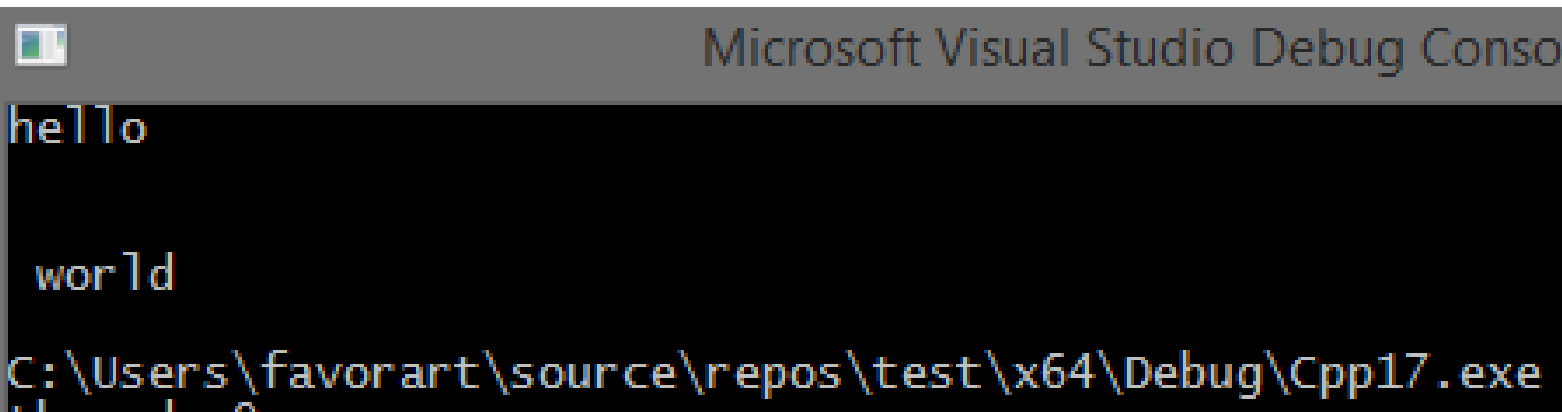 Microsoft Visual Studio Debug Conso
hello
world
C:\Users\favorart\source\repos\test\x64\Debug\Cpp17.exe